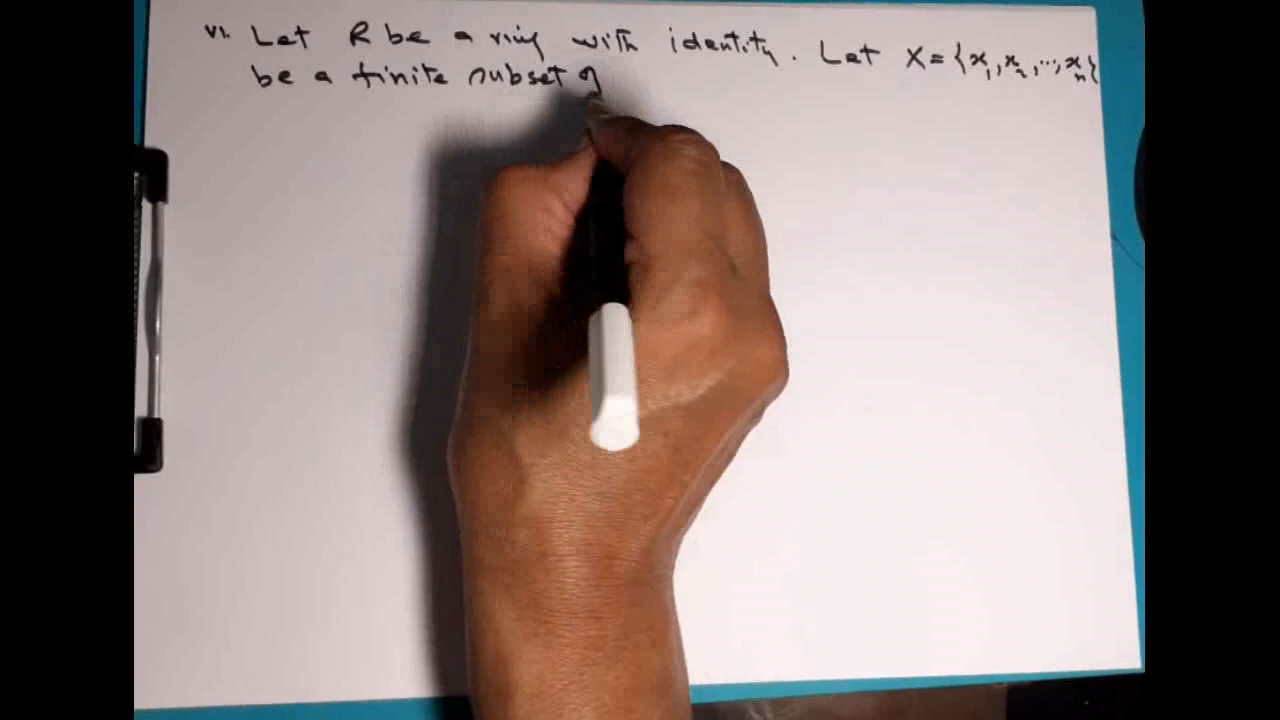 VI. Let R be a ring with identity. Let X = {x₁, x₂, ..., xₙ}
be a finite subset of